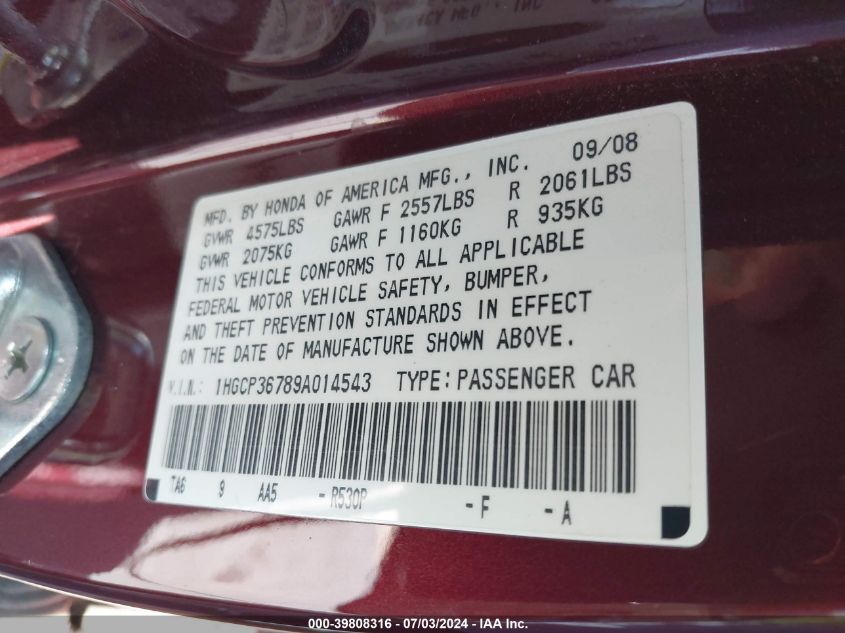 MFD. BY HONDA OF AMERICA MFG., INC. 09/08
GVWR 4575LBS GAWR F 2557LBS R 2061LBS
GVWR 2075KG GAWR F 1160KG R 935KG
THIS VEHICLE CONFORMS TO ALL APPLICABLE
FEDERAL MOTOR VEHICLE SAFETY, BUMPER,
AND THEFT PREVENTION STANDARDS IN EFFECT
ON THE DATE OF MANUFACTURE SHOWN ABOVE.
V.I.N.: 1HGCP36789A014543 TYPE: PASSENGER CAR
TA6 9 AA5 -R530P -F -A
000-39808316 - 07/03/2024 - IAA Inc.